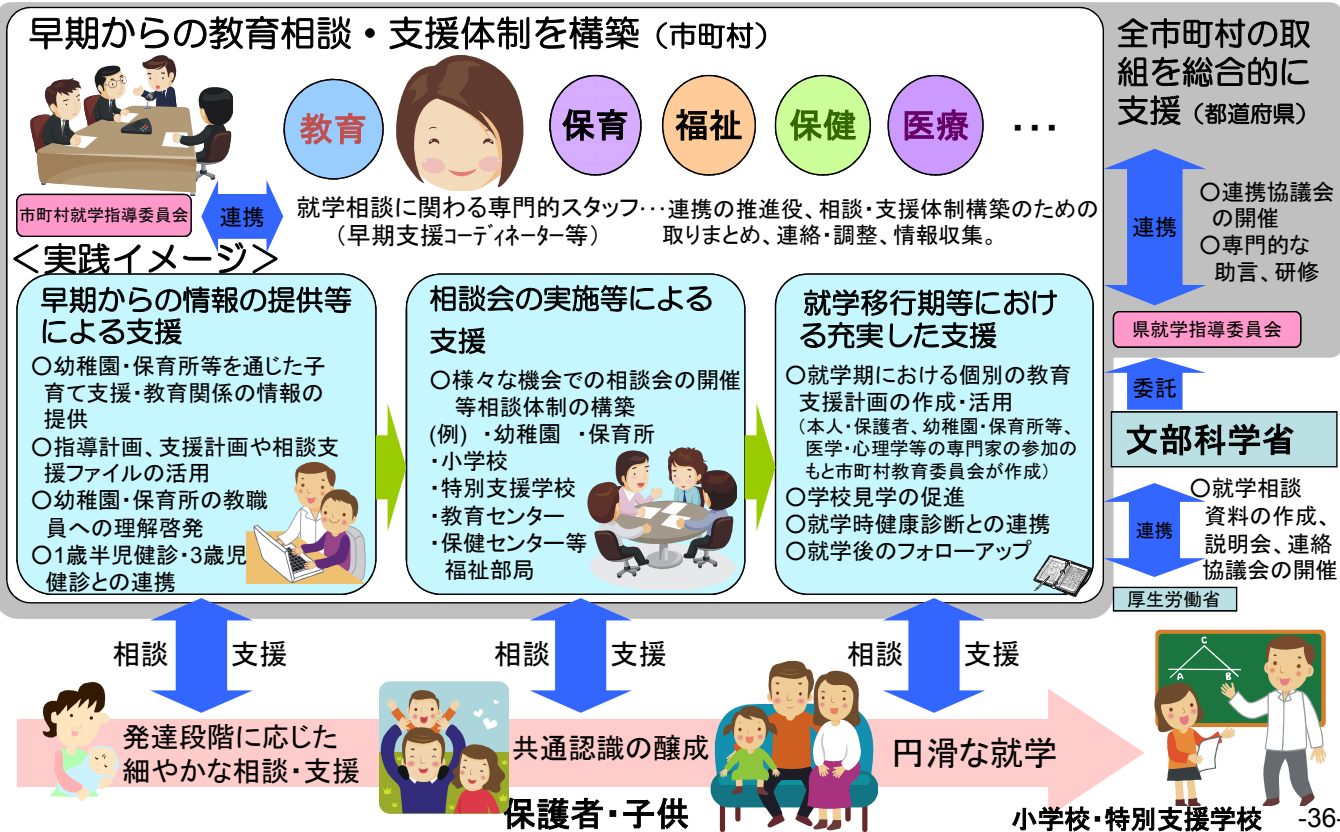 早期からの教育相談・支援体制を構築（市町村）
教育
保育
福祉
保健
医療
・・・
市町村就学指導委員会
連携
就学相談に関わる専門的スタッフ･･･連携の推進役、相談・支援体制構築のための
（早期支援コーディネーター等）
取りまとめ、連絡・調整、情報収集。
＜実践イメージ＞
早期からの情報の提供等
による支援
○幼稚園・保育所等を通じた子
育て支援・教育関係の情報の
提供
○指導計画、支援計画や相談支
援ファイルの活用
○幼稚園・保育所の教職
員への理解啓発
○1歳半児健診・3歳児
健診との連携
相談会の実施等による
支援
○様々な機会での相談会の開催
等相談体制の構築
(例)　・幼稚園　・保育所
・小学校
・特別支援学校
・教育センター
・保健センター等
福祉部局
就学移行期等におけ
る充実した支援
○就学期における個別の教育
支援計画の作成・活用
（本人・保護者、幼稚園・保育所等、
医学・心理学等の専門家の参加の
もと市町村教育委員会が作成）
○学校見学の促進
○就学時健康診断との連携
○就学後のフォローアップ
全市町村の取
組を総合的に
支援（都道府県）
連携
○連携協議会
の開催
○専門的な
助言、研修
県就学指導委員会
委託
文部科学省
連携
○就学相談
資料の作成、
説明会、連絡
協議会の開催
厚生労働省
相談
支援
相談
支援
相談
支援
発達段階に応じた
細やかな相談・支援
共通認識の醸成
円滑な就学
C
A
B
保護者・子供
小学校・特別支援学校
-36-